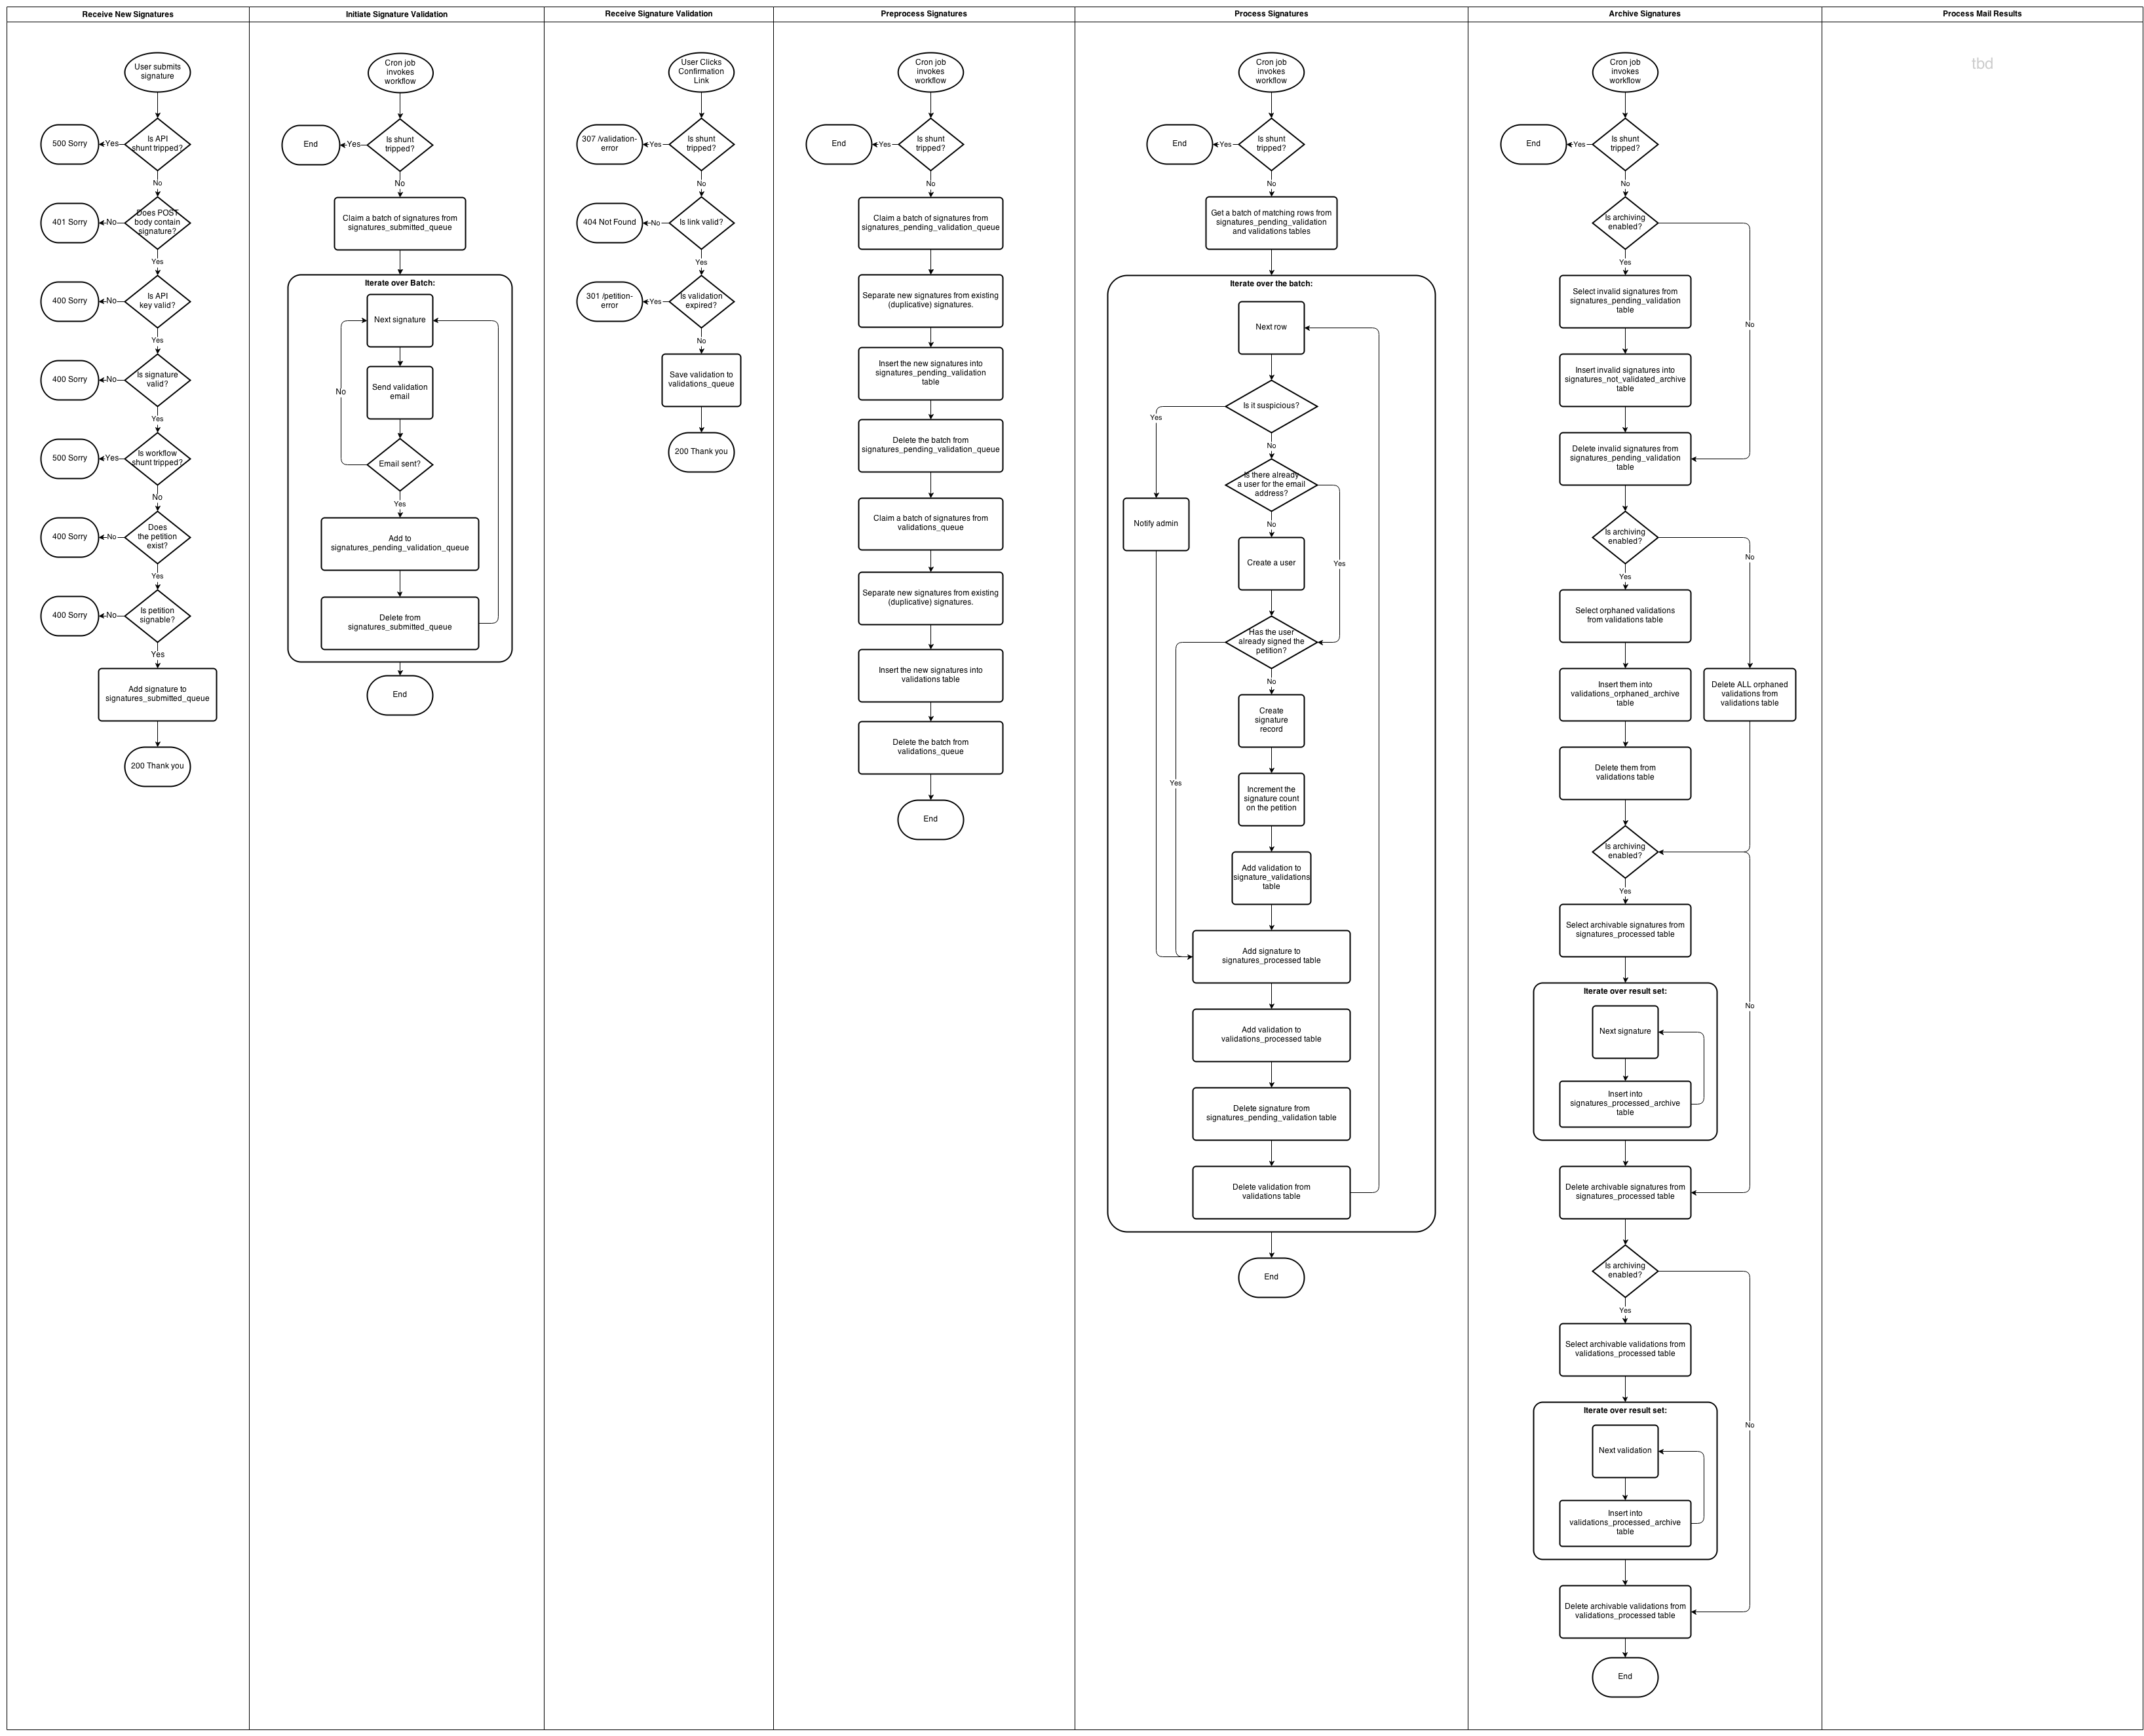 Receive New Signatures
User submits
signature
Is API
shunt tripped?
Yes
500 Sorry
No
Does POST
body contain
signature?
No
401 Sorry
Yes
Is API
key valid?
No
400 Sorry
Yes
Is signature
valid?
No
400 Sorry
Yes
Is workflow
shunt tripped?
Yes
500 Sorry
No
Does
the petition
exist?
No
400 Sorry
Yes
Is petition
signable?
No
400 Sorry
Yes
Add signature to
signatures_submitted_queue
200 Thank you
Initiate Signature Validation
Cron job
invokes
workflow
Is shunt
tripped?
Yes
End
No
Claim a batch of signatures from
signatures_submitted_queue
Iterate over Batch:
Next signature
Send validation
email
No
Email sent?
Yes
Add to
signatures_pending_validation_queue
Delete from
signatures_submitted_queue
End
Receive Signature Validation
User Clicks
Confirmation
Link
Is shunt
tripped?
Yes
307 /validation-
error
No
Is link valid?
No
404 Not Found
Yes
Is validation
expired?
Yes
301 /petition-
error
No
Save validation to
validations_queue
200 Thank you
Preprocess Signatures
Cron job
invokes
workflow
Is shunt
tripped?
Yes
End
No
Claim a batch of signatures from
signatures_pending_validation_queue
Separate new signatures from existing
(duplicative) signatures.
Insert the new signatures into
signatures_pending_validation
table
Delete the batch from
signatures_pending_validation_queue
Claim a batch of signatures from
validations_queue
Separate new signatures from existing
(duplicative) signatures.
Insert the new signatures into
validations table
Delete the batch from
validations_queue
End
Process Signatures
Cron job
invokes
workflow
Is shunt
tripped?
Yes
End
No
Get a batch of matching rows from
signatures_pending_validation
and validations tables
Iterate over the batch:
Next row
Is it suspicious?
Yes
No
Is there already
a user for the email
address?
Notify admin
No
Yes
Create a user
Has the user
already signed the
petition?
Yes
No
Create
signature
record
Increment the
signature count
on the petition
Add validation to
signature_validations
table
Add signature to
signatures_processed table
Add validation to
validations_processed table
Delete signature from
signatures_pending_validation table
Delete validation from
validations table
End
Archive Signatures
Cron job
invokes
workflow
Is shunt
tripped?
Yes
End
No
Is archiving
enabled?
Yes
No
Select invalid signatures from
signatures_pending_validation
table
Insert invalid signatures into
signatures_not_validated_archive
table
Delete invalid signatures from
signatures_pending_validation
table
Is archiving
enabled?
Yes
No
Select orphaned validations
from validations table
Insert them into
validations_orphaned_archive
table
Delete ALL orphaned
validations from
validations table
Delete them from
validations table
Is archiving
enabled?
Yes
No
Select archivable signatures from
signatures_processed table
Iterate over result set:
Next signature
Insert into
signatures_processed_archive
table
Delete archivable signatures from
signatures_processed table
Is archiving
enabled?
Yes
No
Select archivable validations from
validations_processed table
Iterate over result set:
Next validation
Insert into
validations_processed_archive
table
Delete archivable validations from
validations_processed table
End
Process Mail Results
tbd